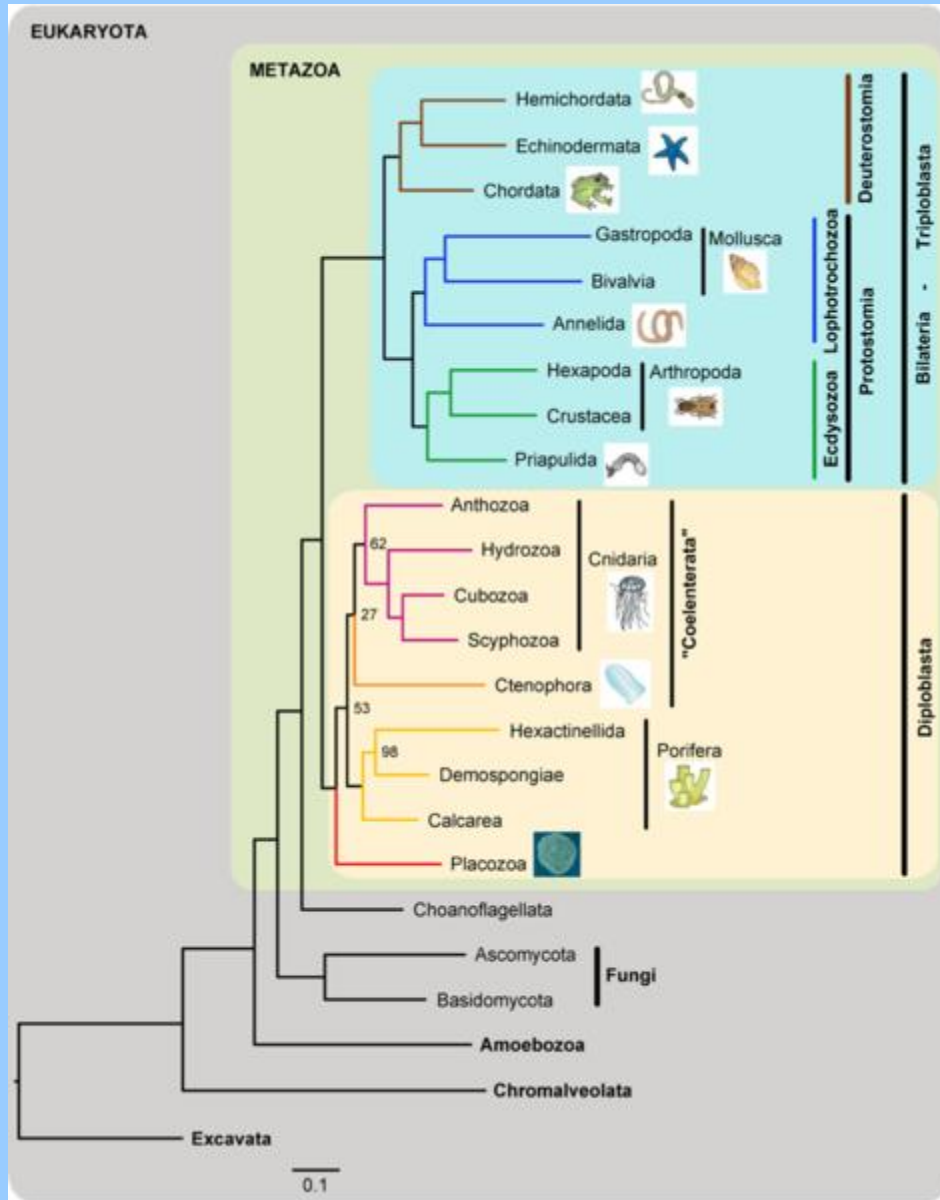 EUKARYOTA
METAZOA
Hemichordata
Echinodermata
Chordata
Deuterostomia
Gastropoda
Mollusca
Bivalvia
Annelida
Lophotrochozoa
Hexapoda
Arthropoda
Crustacea
Priapulida
Ecdysozoa
Protostomia
Bilateria - Triploblasta
Anthozoa
62
Hydrozoa
Cnidaria
Cubozoa
27
Scyphozoa
"Coelenterata"
Ctenophora
53
Hexactinellida
98
Porifera
Demospongiae
Calcarea
Placozoa
Diploblasta
Choanoflagellata
Ascomycota
Fungi
Basidomycota
Amoebozoa
Chromalveolata
Excavata
0.1